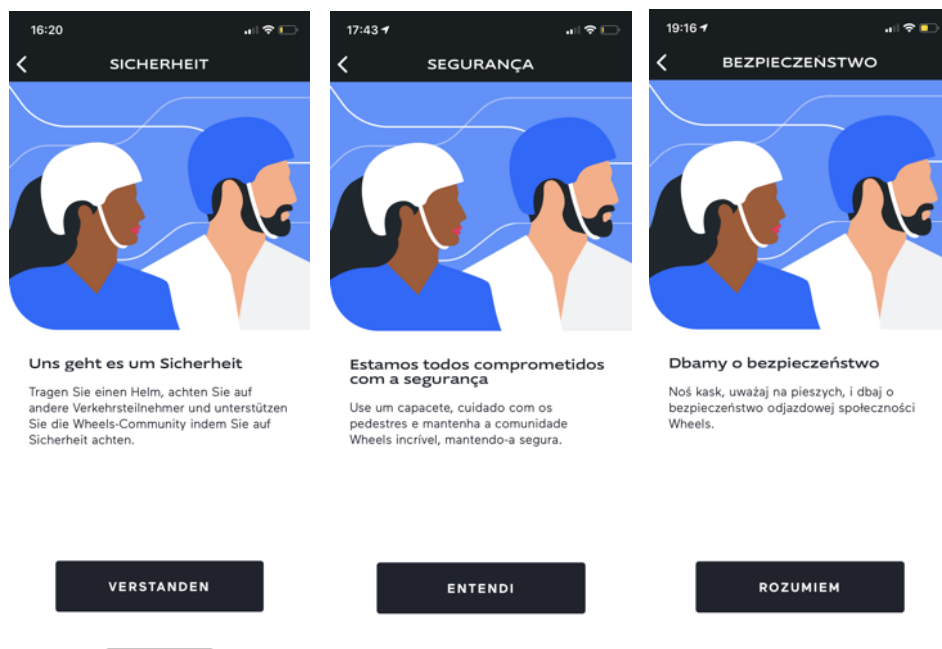 16:20
SICHERHEIT
Uns geht es um Sicherheit
Tragen Sie einen Helm, achten Sie auf
andere Verkehrsteilnehmer und unterstützen
Sie die Wheels-Community indem Sie auf
Sicherheit achten.
VERSTANDEN
17:43
SEGURANÇA
Estamos todos comprometidos
com a segurança
Use um capacete, cuidado com os
pedestres e mantenha a comunidade
Wheels incrível, mantendo-a segura.
ENTENDI
19:16
BEZPIECZEŃSTWO
Dbamy o bezpieczeństwo
Noś kask, uważaj na pieszych, i dbaj o
bezpieczeństwo odjazdowej społeczności
Wheels.
ROZUMIEM